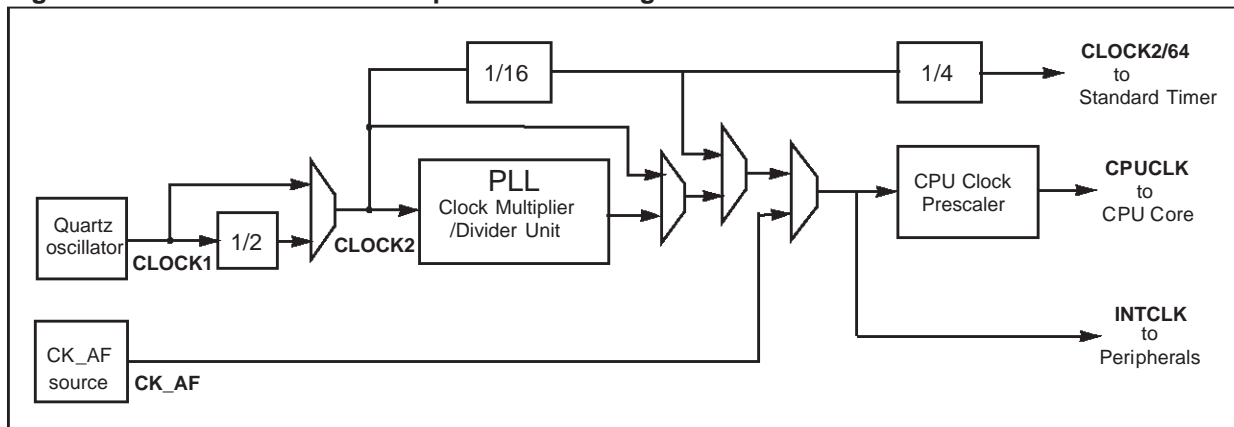 1/16
1/4
CLOCK2/64
to
Standard Timer
PLL
Clock Multiplier
/Divider Unit
CPU Clock
Prescaler
CPUCLK
to
CPU Core
Quartz
oscillator
CLOCK1
1/2
CLOCK2
INTCLK
to
Peripherals
CK_AF
source
CK_AF